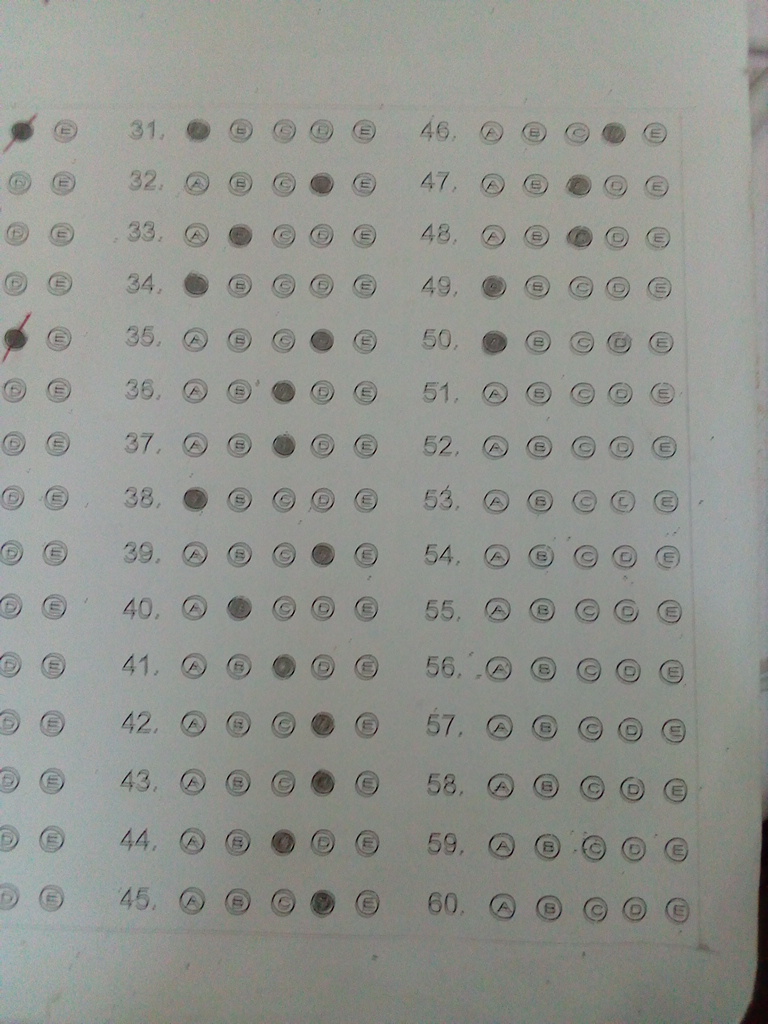 E 31. B C D E 46. A B C E
D E 32. A B C E 47. A B D E
D E 33. A C D E 48. A B D E
D E 34. B C D E 49. B C D E
E 35. A B C E 50. B C D E
D E 36. A B D E 51. A B C D E
D E 37. A B D E 52. A B C D E
D E 38. B C D E 53. A B C E
D E 39. A B C E 54. A B C D E
D E 40. A C D E 55. A B C D E
D E 41. A B D E 56. A B C D E
D E 42. A B C E 57. A B C D E
D E 43. A B C E 58. A B C D E
D E 44. A B D E 59. A B C D E
D E 45. A B C E 60. A B C D E